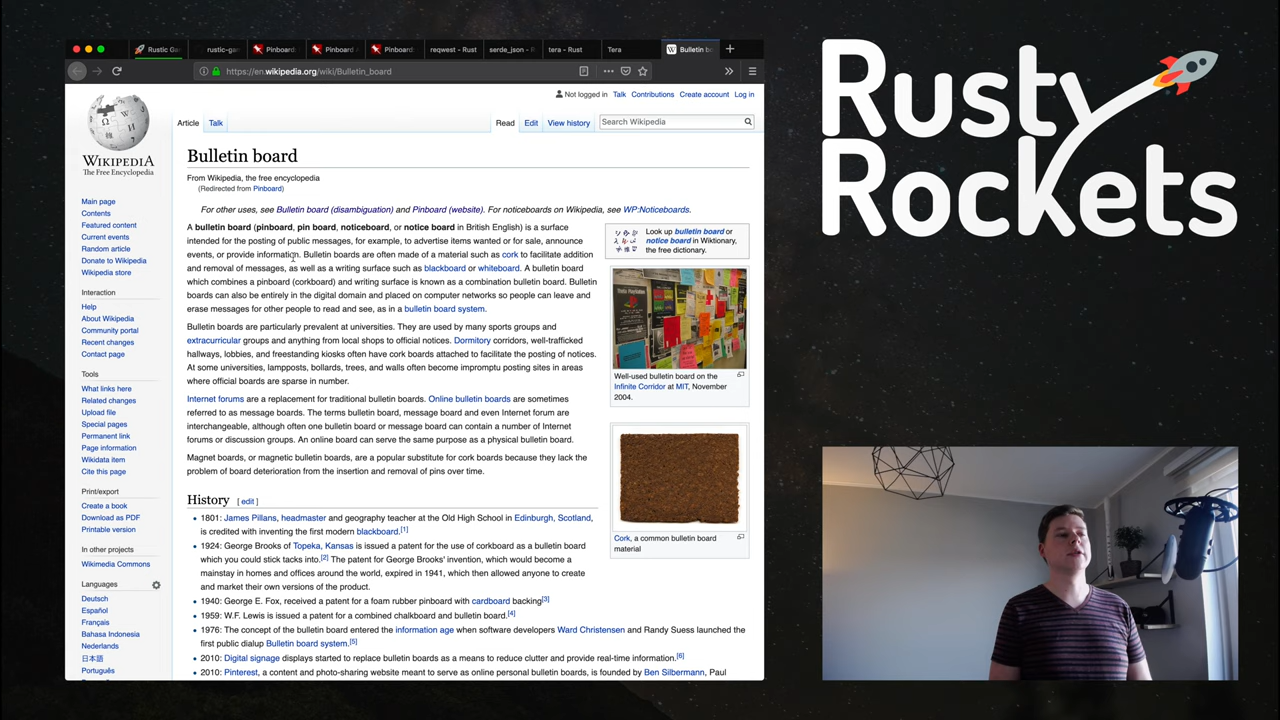 Rustic Ga
rustic-gar
Pinboard:
Pinboard A
Pinboard:
reqwest - Rust
serde_json - R
tera - Rust
Tera
Bulletin bo
https://en.wikipedia.org/wiki/Bulletin_board
Rusty
Rockets
WIKIPEDIA
The Free Encyclopedia
Not logged in Talk Contributions Create account Log in
Article Talk
Read Edit View history
Search Wikipedia
Main page
Contents
Featured content
Current events
Random article
Donate to Wikipedia
Wikipedia store
Interaction
Help
About Wikipedia
Community portal
Recent changes
Contact page
Tools
What links here
Related changes
Upload file
Special pages
Permanent link
Page information
Wikidata item
Cite this page
Print/export
Create a book
Download as PDF
Printable version
In other projects
Wikimedia Commons
Languages
Deutsch
Español
Français
Bahasa Indonesia
Nederlands
日本語
Português
Bulletin board
From Wikipedia, the free encyclopedia
(Redirected from Pinboard)
For other uses, see Bulletin board (disambiguation) and Pinboard (website). For noticeboards on Wikipedia, see WP:Noticeboards.
A bulletin board (pinboard, pin board, noticeboard, or notice board in British English) is a surface
intended for the posting of public messages, for example, to advertise items wanted or for sale, announce
events, or provide information. Bulletin boards are often made of a material such as cork to facilitate addition
and removal of messages, as well as a writing surface such as blackboard or whiteboard. A bulletin board
which combines a pinboard (corkboard) and writing surface is known as a combination bulletin board. Bulletin
boards can also be entirely in the digital domain and placed on computer networks so people can leave and
erase messages for other people to read and see, as in a bulletin board system.
Bulletin boards are particularly prevalent at universities. They are used by many sports groups and
extracurricular groups and anything from local shops to official notices. Dormitory corridors, well-trafficked
hallways, lobbies, and freestanding kiosks often have cork boards attached to facilitate the posting of notices.
At some universities, lampposts, bollards, trees, and walls often become impromptu posting sites in areas
where official boards are sparse in number.
Internet forums are a replacement for traditional bulletin boards. Online bulletin boards are sometimes
referred to as message boards. The terms bulletin board, message board and even Internet forum are
interchangeable, although often one bulletin board or message board can contain a number of Internet
forums or discussion groups. An online board can serve the same purpose as a physical bulletin board.
Magnet boards, or magnetic bulletin boards, are a popular substitute for cork boards because they lack the
problem of board deterioration from the insertion and removal of pins over time.
Look up bulletin board or
notice board in Wiktionary,
the free dictionary.
Well-used bulletin board on the
Infinite Corridor at MIT, November
2004.
Cork, a common bulletin board
material
History [ edit ]
1801: James Pillans, headmaster and geography teacher at the Old High School in Edinburgh, Scotland,
is credited with inventing the first modern blackboard.[1]
1924: George Brooks of Topeka, Kansas is issued a patent for the use of corkboard as a bulletin board
which you could stick tacks into.[2] The patent for George Brooks' invention, which would become a
mainstay in homes and offices around the world, expired in 1941, which then allowed anyone to create
and market their own versions of the product.
1940: George E. Fox, received a patent for a foam rubber pinboard with cardboard backing[3]
1959: W.F. Lewis is issued a patent for a combined chalkboard and bulletin board.[4]
1976: The concept of the bulletin board entered the information age when software developers Ward Christensen and Randy Suess launched the
first public dialup Bulletin board system.[5]
2010: Digital signage displays started to replace bulletin boards as a means to reduce clutter and provide real-time information.[6]
2010: Pinterest, a content and photo-sharing website meant to serve as online personal bulletin boards, is founded by Ben Silbermann, Paul